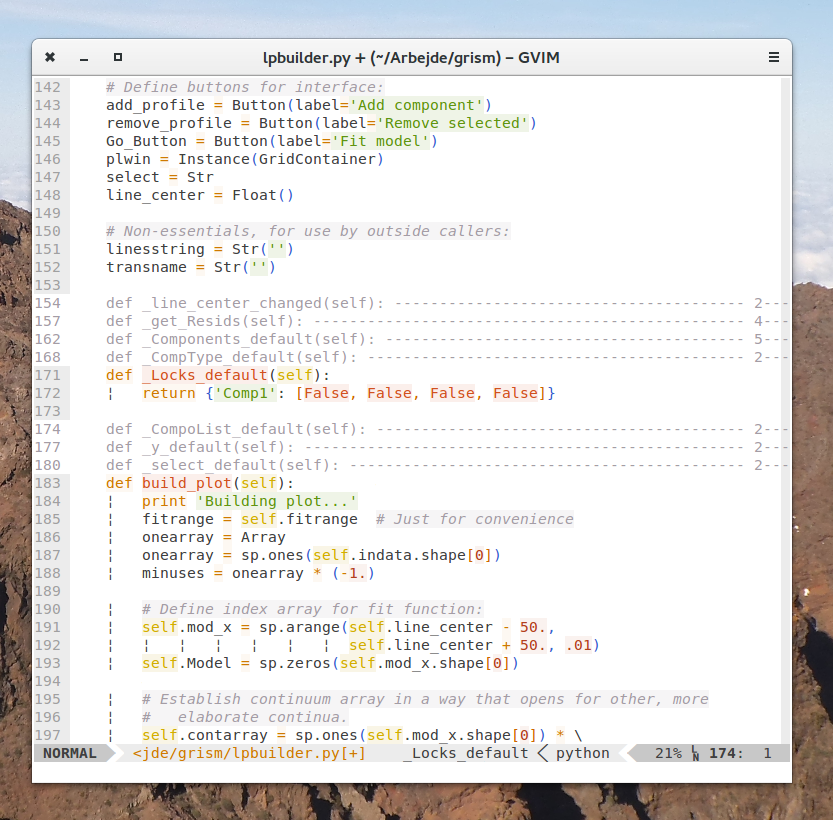 lpbuilder.py + (~/Arbejde/grism) – GVIM
142     # Define buttons for interface:
143     add_profile = Button(label='Add component')
144     remove_profile = Button(label='Remove selected')
145     Go_Button = Button(label='Fit model')
146     plwin = Instance(GridContainer)
147     select = Str
148     line_center = Float()
149
150     # Non-essentials, for use by outside callers:
151     linesstring = Str('')
152     transname = Str('')
153
154     def _line_center_changed(self): --------------------------------------- 2---
157     def _get_Resids(self): ------------------------------------------------ 4---
162     def _Components_default(self): ---------------------------------------- 5---
168     def _CompType_default(self): ------------------------------------------ 2---
171     def _Locks_default(self):
172     ¦   return {'Comp1': [False, False, False, False]}
173
174     def _CompoList_default(self): ----------------------------------------- 2---
177     def _y_default(self): ------------------------------------------------- 2---
180     def _select_default(self): -------------------------------------------- 2---
183     def build_plot(self):
184     ¦   print 'Building plot...'
185     ¦   fitrange = self.fitrange  # Just for convenience
186     ¦   onearray = Array
187     ¦   onearray = sp.ones(self.indata.shape[0])
188     ¦   minuses = onearray * (-1.)
189
190     ¦   # Define index array for fit function:
191     ¦   self.mod_x = sp.arange(self.line_center - 50.,
192     ¦   ¦   ¦   ¦   ¦   ¦   ¦  self.line_center + 50., .01)
193     ¦   self.Model = sp.zeros(self.mod_x.shape[0])
194
195     ¦   # Establish continuum array in a way that opens for other, more
196     ¦   #   elaborate continua.
197     ¦   self.contarray = sp.ones(self.mod_x.shape[0]) * \
NORMAL <jde/grism/lpbuilder.py[+] _Locks_default < python 21% LN 174: 1